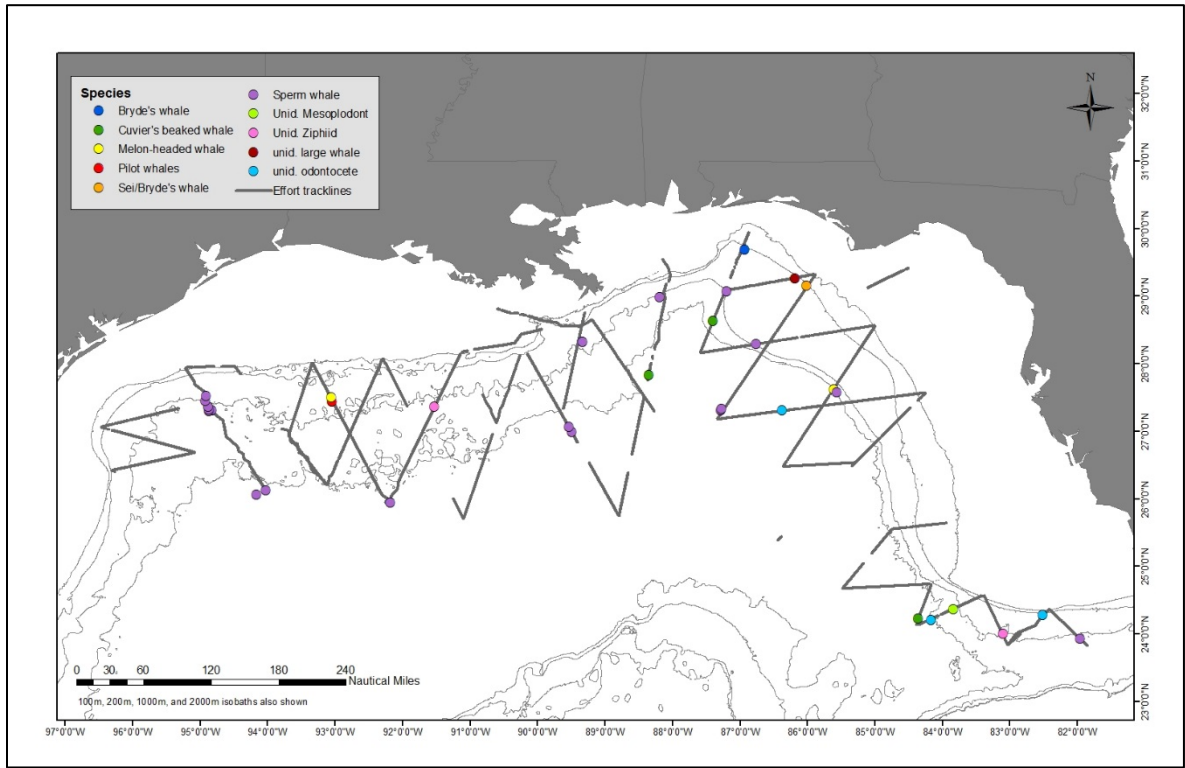 N
Species
Bryde's whale
Cuvier's beaked whale
Melon-headed whale
Pilot whales
Sei/Bryde's whale
Sperm whale
Unid. Mesoplodont
Unid. Ziphiid
unid. large whale
unid. odontocete
Effort tracklines
32°0'0"N
31°0'0"N
30°0'0"N
29°0'0"N
28°0'0"N
27°0'0"N
26°0'0"N
25°0'0"N
24°0'0"N
23°0'0"N
0 30 60 120 180 240
Nautical Miles
100m, 200m, 1000m, and 2000m isobaths also shown
97°0'0"W 96°0'0"W 95°0'0"W 94°0'0"W 93°0'0"W 92°0'0"W 91°0'0"W 90°0'0"W 89°0'0"W 88°0'0"W 87°0'0"W 86°0'0"W 85°0'0"W 84°0'0"W 83°0'0"W 82°0'0"W